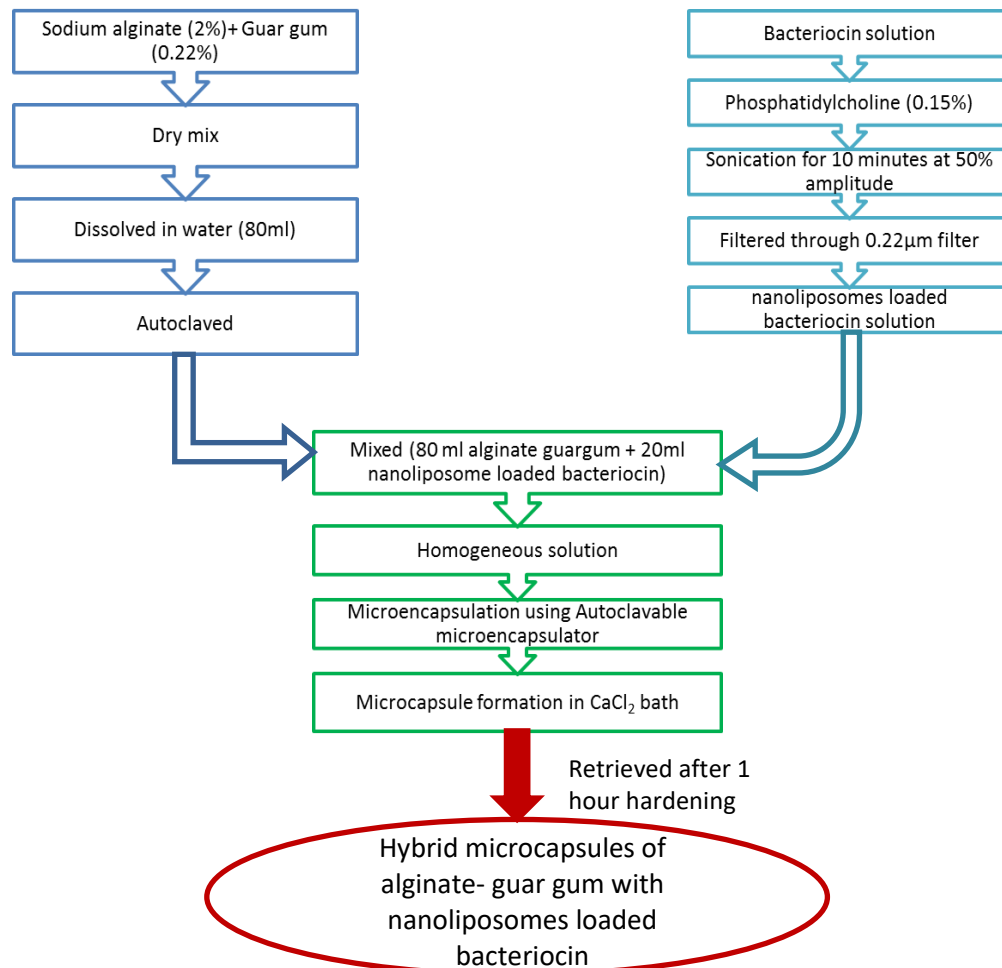 Sodium alginate (2%)+ Guar gum
(0.22%)
Dry mix
Dissolved in water (80ml)
Autoclaved
Bacteriocin solution
Phosphatidylcholine (0.15%)
Sonication for 10 minutes at 50%
amplitude
Filtered through 0.22µm filter
nanoliposomes loaded
bacteriocin solution
Mixed (80 ml alginate guargum + 20ml
nanoliposome loaded bacteriocin)
Homogeneous solution
Microencapsulation using Autoclavable
microencapsulator
Microcapsule formation in CaCl₂ bath
Retrieved after 1
hour hardening
Hybrid microcapsules of
alginate- guar gum with
nanoliposomes loaded
bacteriocin